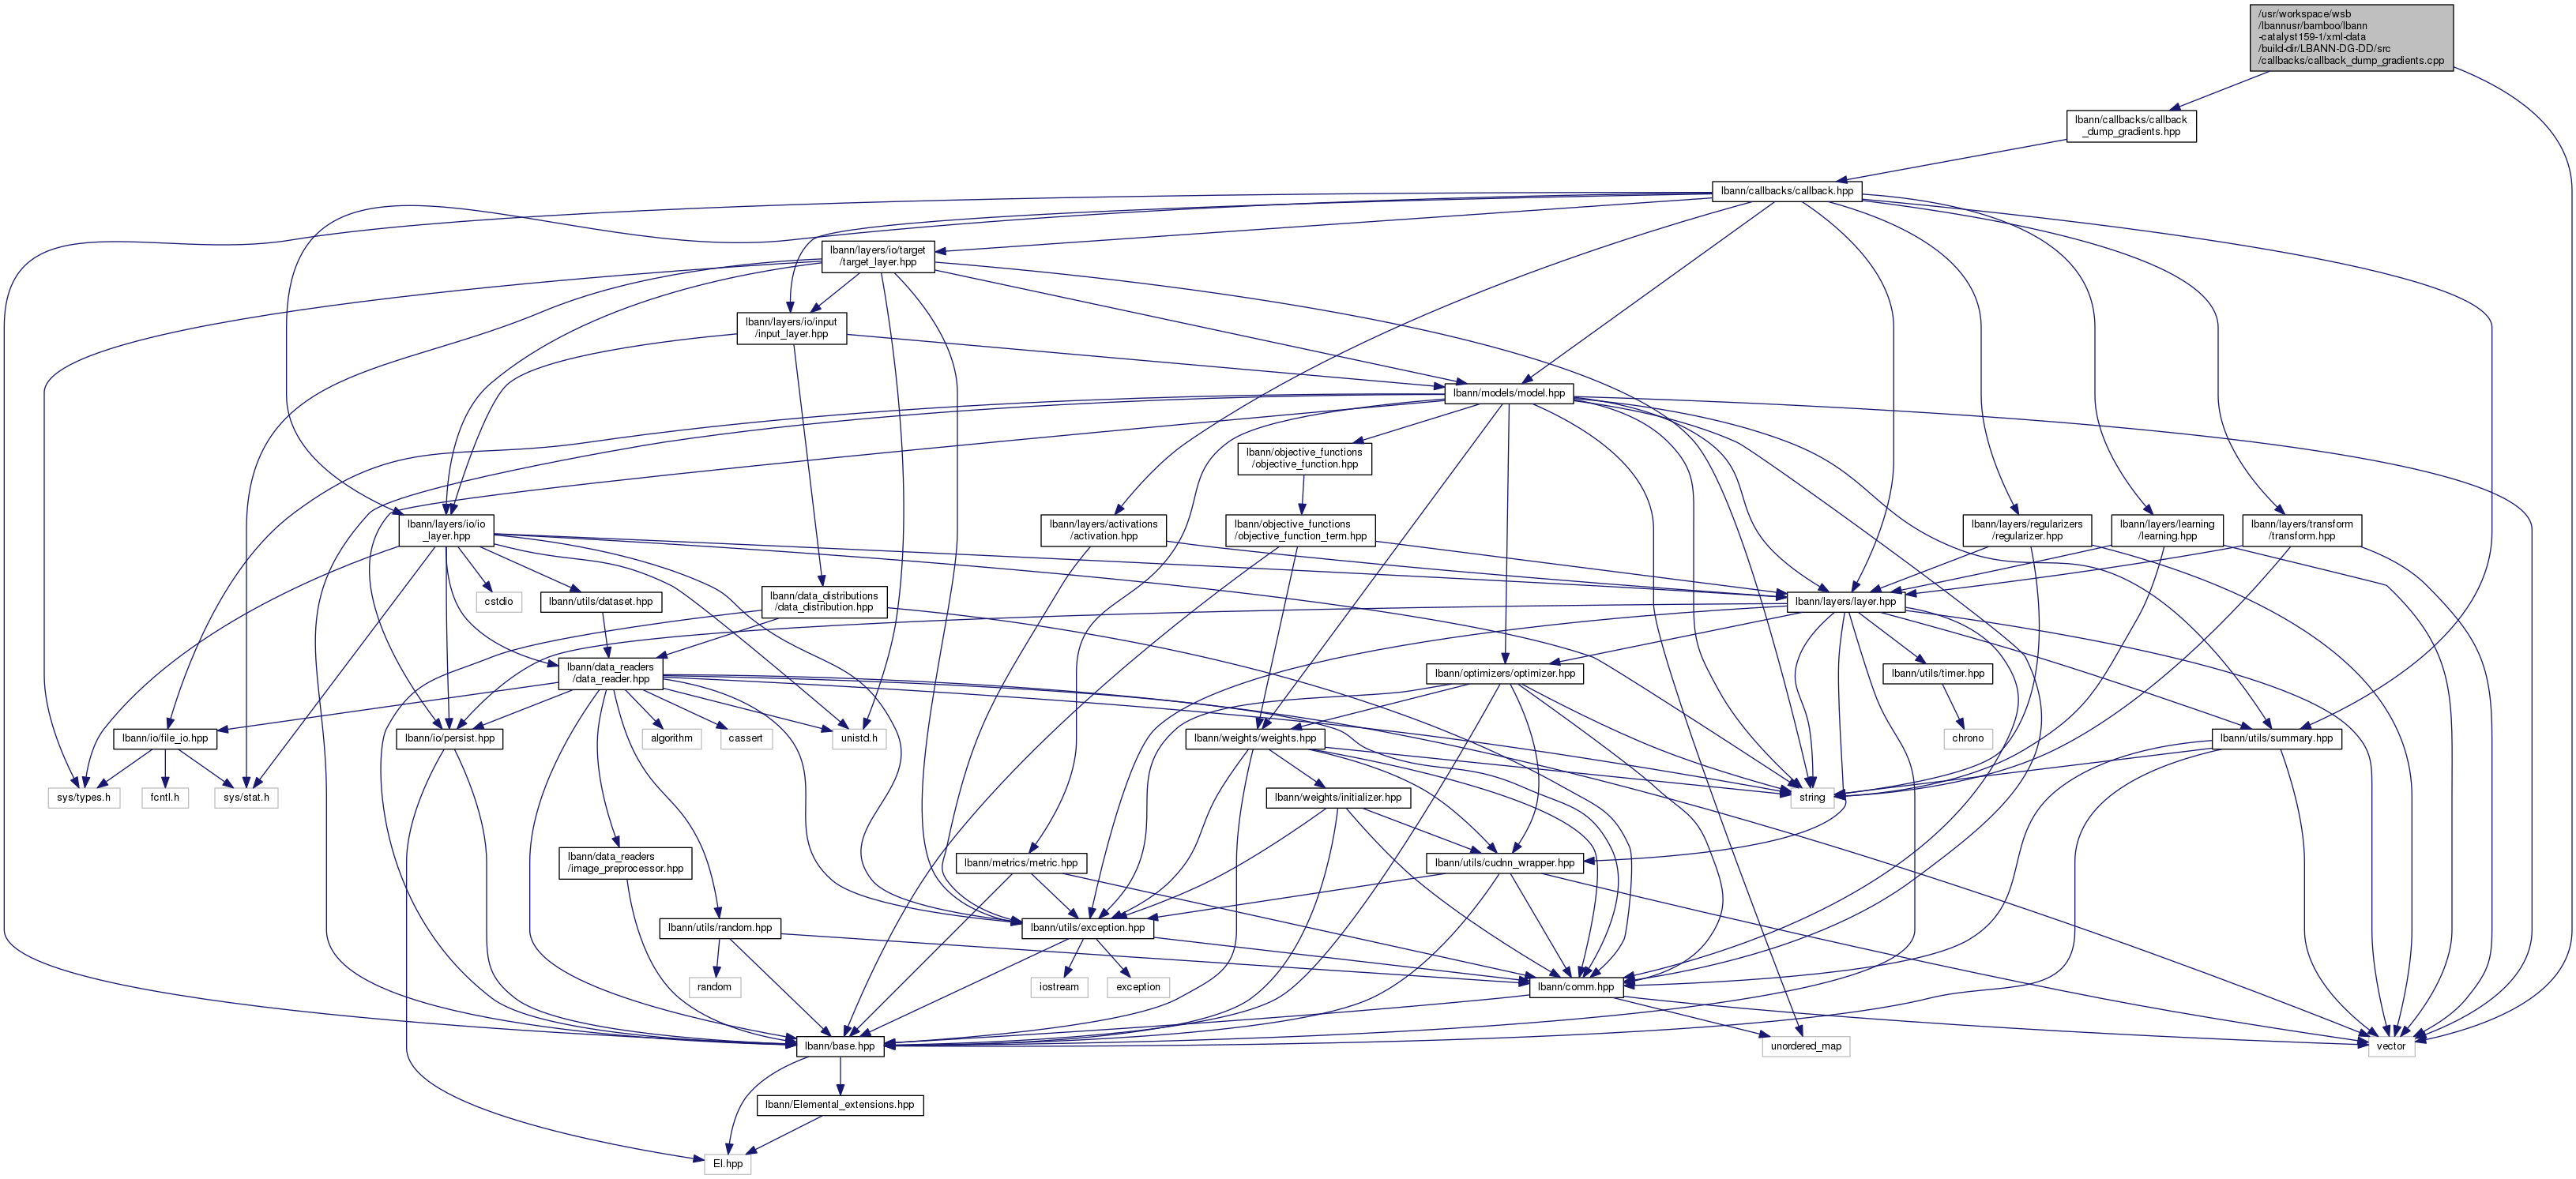 /usr/workspace/wsb
/lbannusr/bamboo/lbann
-catalyst159-1/xml-data
/build-dir/LBANN-DG-DD/src
/callbacks/callback_dump_gradients.cpp
lbann/callbacks/callback
_dump_gradients.hpp
lbann/callbacks/callback.hpp
lbann/layers/io/target
/target_layer.hpp
lbann/layers/io/input
/input_layer.hpp
lbann/models/model.hpp
lbann/objective_functions
/objective_function.hpp
lbann/layers/io/io
_layer.hpp
lbann/layers/activations
/activation.hpp
lbann/objective_functions
/objective_function_term.hpp
lbann/layers/regularizers
/regularizer.hpp
lbann/layers/learning
/learning.hpp
lbann/layers/transform
/transform.hpp
cstdio
lbann/utils/dataset.hpp
lbann/data_distributions
/data_distribution.hpp
lbann/layers/layer.hpp
lbann/data_readers
/data_reader.hpp
lbann/optimizers/optimizer.hpp
lbann/utils/timer.hpp
lbann/io/file_io.hpp
lbann/io/persist.hpp
algorithm
cassert
unistd.h
lbann/weights/weights.hpp
chrono
lbann/utils/summary.hpp
sys/types.h
fcntl.h
sys/stat.h
lbann/weights/initializer.hpp
string
lbann/data_readers
/image_preprocessor.hpp
lbann/metrics/metric.hpp
lbann/utils/cudnn_wrapper.hpp
lbann/utils/random.hpp
lbann/utils/exception.hpp
random
iostream
exception
lbann/comm.hpp
lbann/base.hpp
unordered_map
vector
lbann/Elemental_extensions.hpp
El.hpp